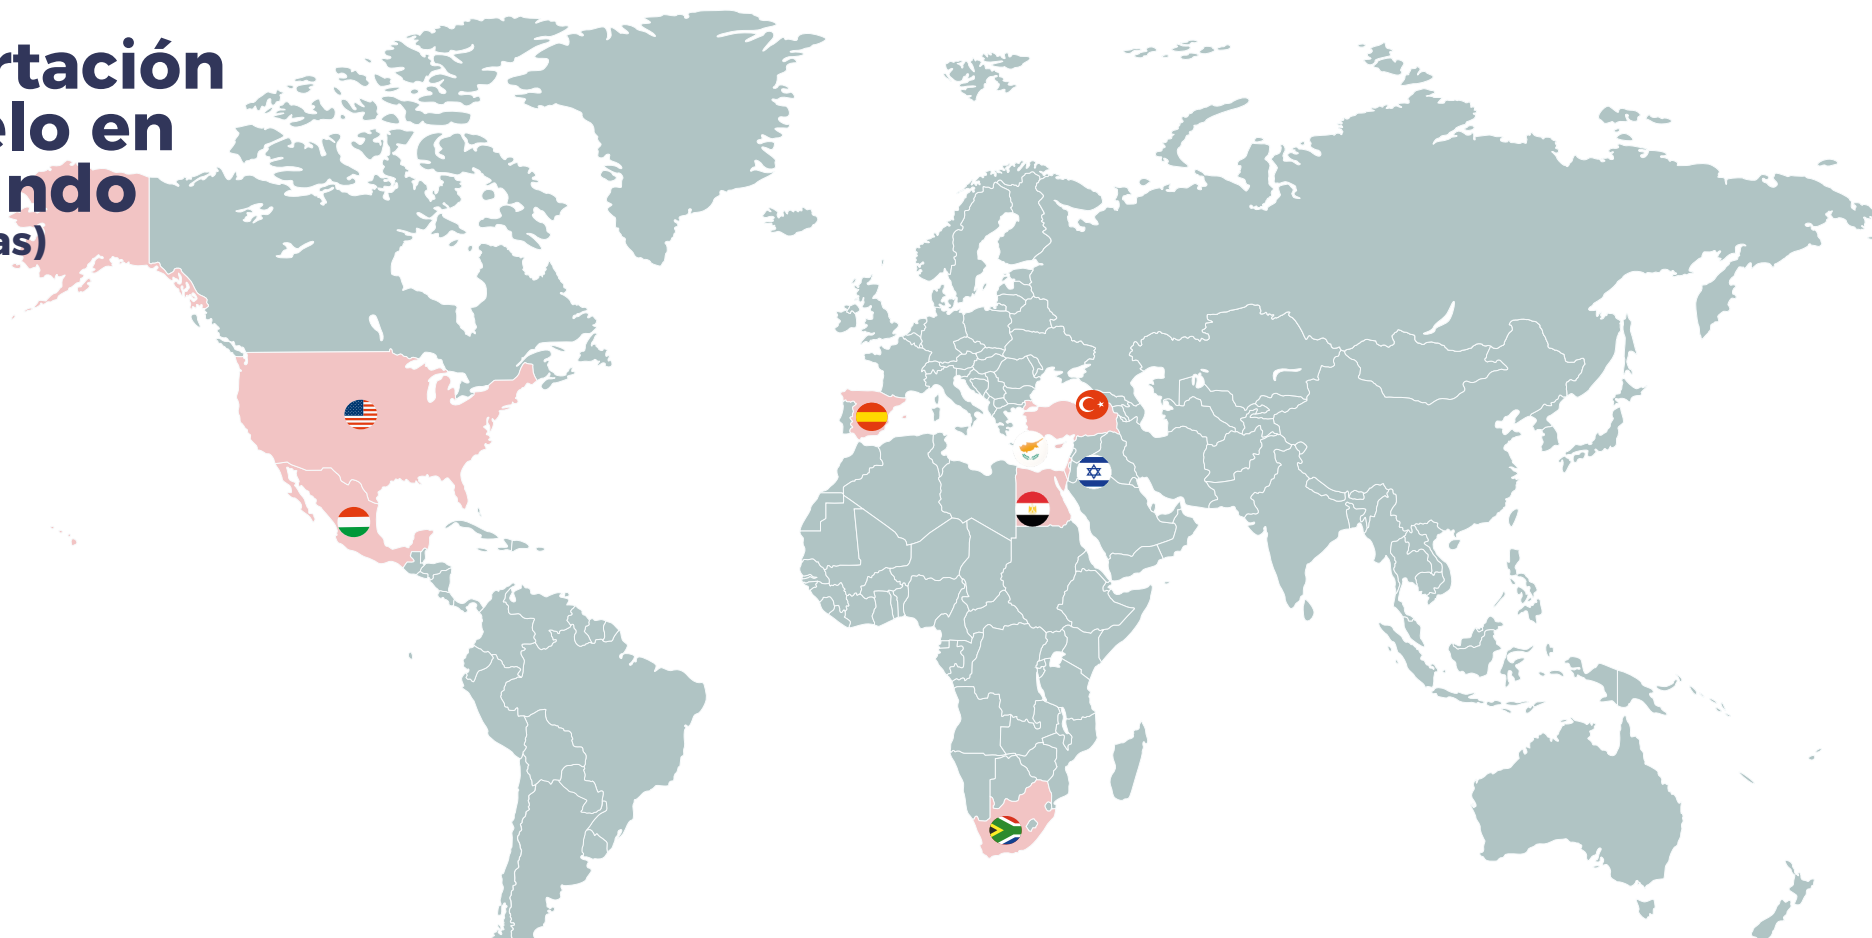 rtación
elo en
ndo
as)